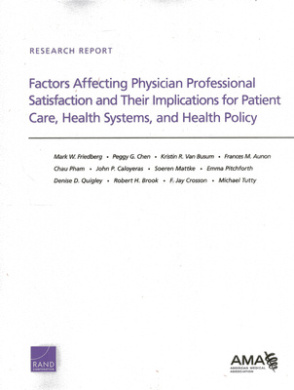 RESEARCH REPORT
Factors Affecting Physician Professional
Satisfaction and Their Implications for Patient
Care, Health Systems, and Health Policy
Mark W. Friedberg • Peggy G. Chen • Kristin R. Van Busum • Frances M. Aunon
Chau Pham • John P. Caloyeras • Soeren Mattke • Emma Pitchforth
Denise D. Quigley • Robert H. Brook • F. Jay Crosson • Michael Tutty
RAND
CORPORATION
AMA
AMERICAN MEDICAL
ASSOCIATION